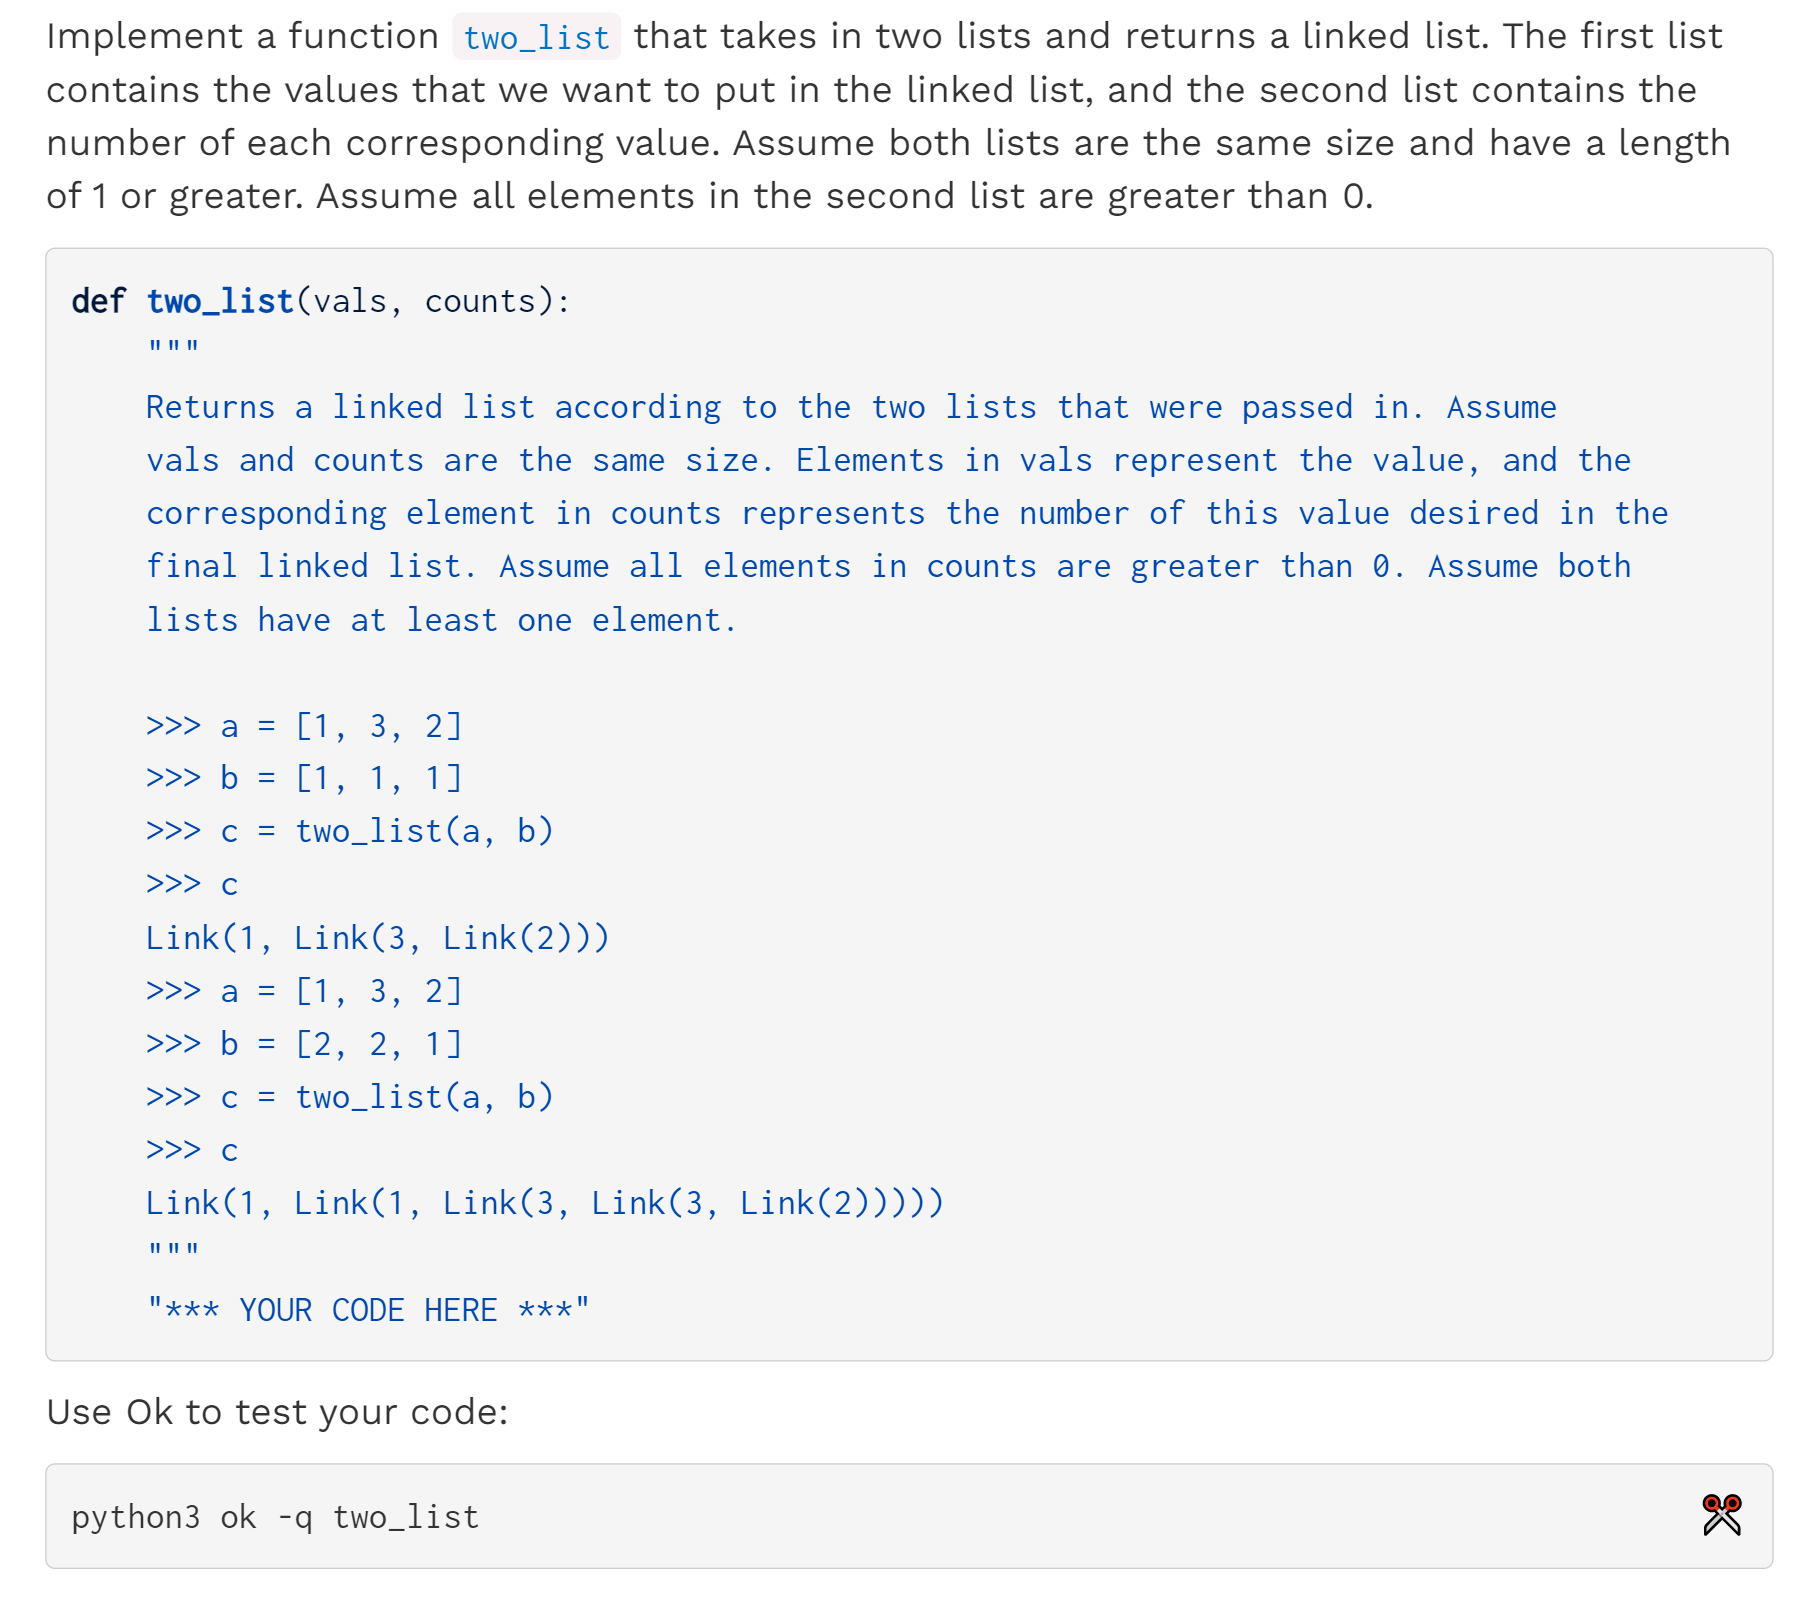 Implement a function two_list that takes in two lists and returns a linked list. The first list
contains the values that we want to put in the linked list, and the second list contains the
number of each corresponding value. Assume both lists are the same size and have a length
of 1 or greater. Assume all elements in the second list are greater than 0.
def two_list(vals, counts):
    """
    Returns a linked list according to the two lists that were passed in. Assume
    vals and counts are the same size. Elements in vals represent the value, and the
    corresponding element in counts represents the number of this value desired in the
    final linked list. Assume all elements in counts are greater than 0. Assume both
    lists have at least one element.

    >>> a = [1, 3, 2]
    >>> b = [1, 1, 1]
    >>> c = two_list(a, b)
    >>> c
    Link(1, Link(3, Link(2)))
    >>> a = [1, 3, 2]
    >>> b = [2, 2, 1]
    >>> c = two_list(a, b)
    >>> c
    Link(1, Link(1, Link(3, Link(3, Link(2)))))
    """
    "*** YOUR CODE HERE ***"
Use Ok to test your code:
python3 ok -q two_list